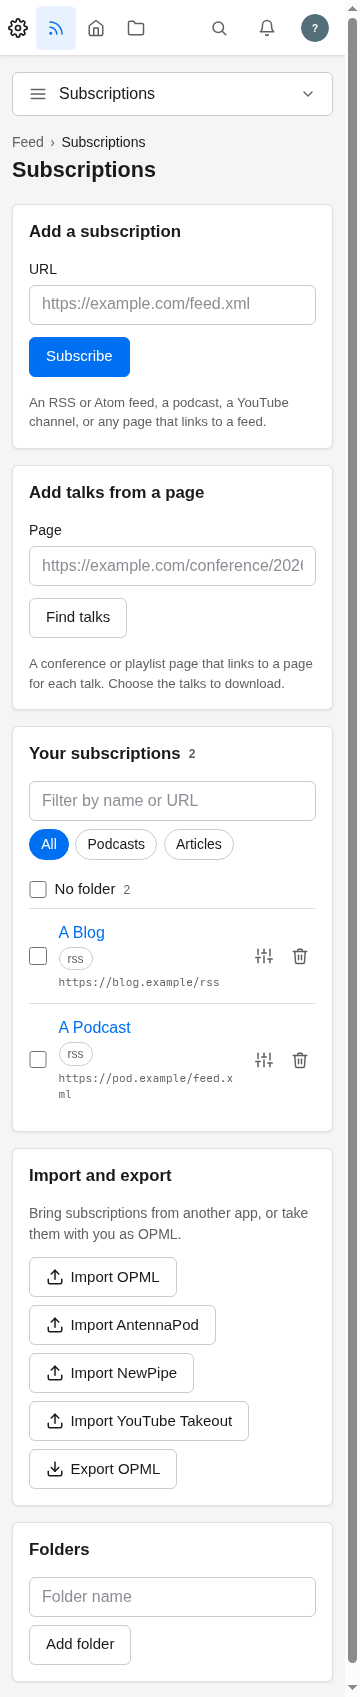 ?
Subscriptions
Feed › Subscriptions
Subscriptions
Add a subscription
URL
https://example.com/feed.xml
Subscribe
An RSS or Atom feed, a podcast, a YouTube
channel, or any page that links to a feed.
Add talks from a page
Page
https://example.com/conference/2026
Find talks
A conference or playlist page that links to a page
for each talk. Choose the talks to download.
Your subscriptions 2
Filter by name or URL
All Podcasts Articles
No folder 2
A Blog
rss
https://blog.example/rss
A Podcast
rss
https://pod.example/feed.x
ml
Import and export
Bring subscriptions from another app, or take
them with you as OPML.
Import OPML
Import AntennaPod
Import NewPipe
Import YouTube Takeout
Export OPML
Folders
Folder name
Add folder